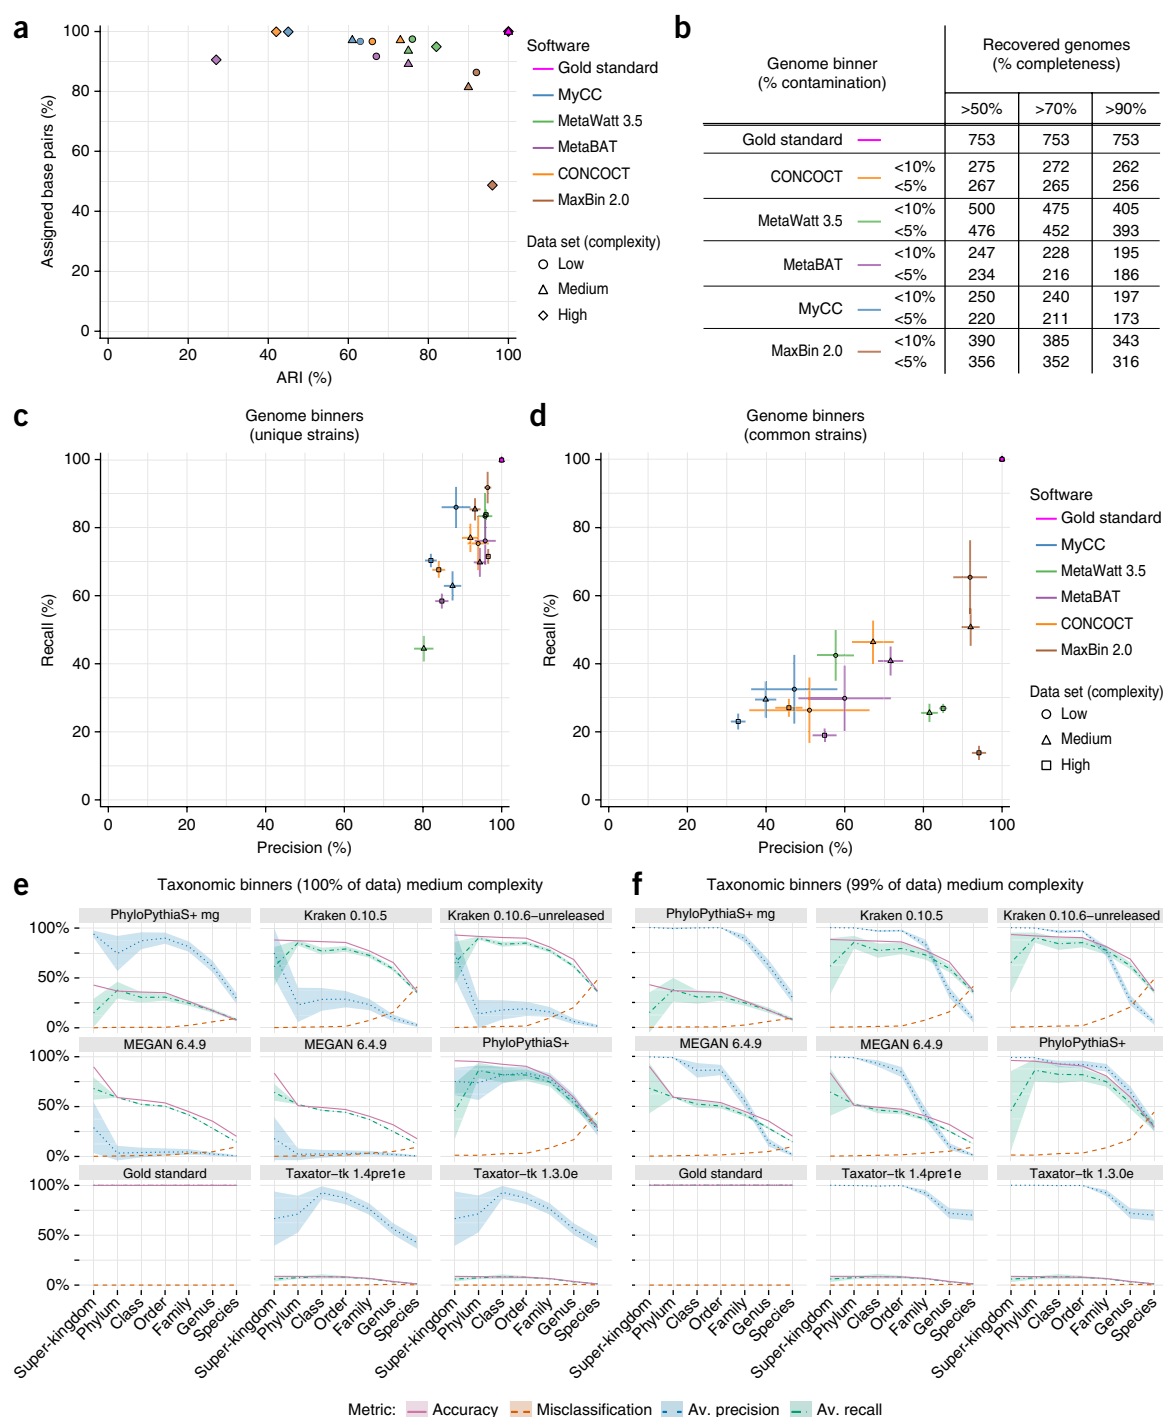 a
100
80
60
40
20
0
Assigned base pairs (%)
0 20 40 60 80 100
ARI (%)
Software
Gold standard
MyCC
MetaWatt 3.5
MetaBAT
CONCOCT
MaxBin 2.0
Data set (complexity)
Low
Medium
High
b
Genome binner
(% contamination)
Recovered genomes
(% completeness)
>50% >70% >90%
Gold standard 753 753 753
CONCOCT <10% 275 272 262
<5% 267 265 256
MetaWatt 3.5 <10% 500 475 405
<5% 476 452 393
MetaBAT <10% 247 228 195
<5% 234 216 186
MyCC <10% 250 240 197
<5% 220 211 173
MaxBin 2.0 <10% 390 385 343
<5% 356 352 316
c
Genome binners
(unique strains)
100
80
60
40
20
0
Recall (%)
0 20 40 60 80 100
Precision (%)
d
Genome binners
(common strains)
100
80
60
40
20
0
Recall (%)
0 20 40 60 80 100
Precision (%)
Software
Gold standard
MyCC
MetaWatt 3.5
MetaBAT
CONCOCT
MaxBin 2.0
Data set (complexity)
Low
Medium
High
e
Taxonomic binners (100% of data) medium complexity
PhyloPythiaS+ mg Kraken 0.10.5 Kraken 0.10.6–unreleased
100%
50%
0%
MEGAN 6.4.9 MEGAN 6.4.9 PhyloPythiaS+
100%
50%
0%
Gold standard Taxator–tk 1.4pre1e Taxator–tk 1.3.0e
100%
50%
0%
Super-kingdom Phylum Class Order Family Genus Species
Super-kingdom Phylum Class Order Family Genus Species
Super-kingdom Phylum Class Order Family Genus Species
f
Taxonomic binners (99% of data) medium complexity
PhyloPythiaS+ mg Kraken 0.10.5 Kraken 0.10.6–unreleased
MEGAN 6.4.9 MEGAN 6.4.9 PhyloPythiaS+
Gold standard Taxator–tk 1.4pre1e Taxator–tk 1.3.0e
Super-kingdom Phylum Class Order Family Genus Species
Super-kingdom Phylum Class Order Family Genus Species
Super-kingdom Phylum Class Order Family Genus Species
Metric: Accuracy Misclassification Av. precision Av. recall